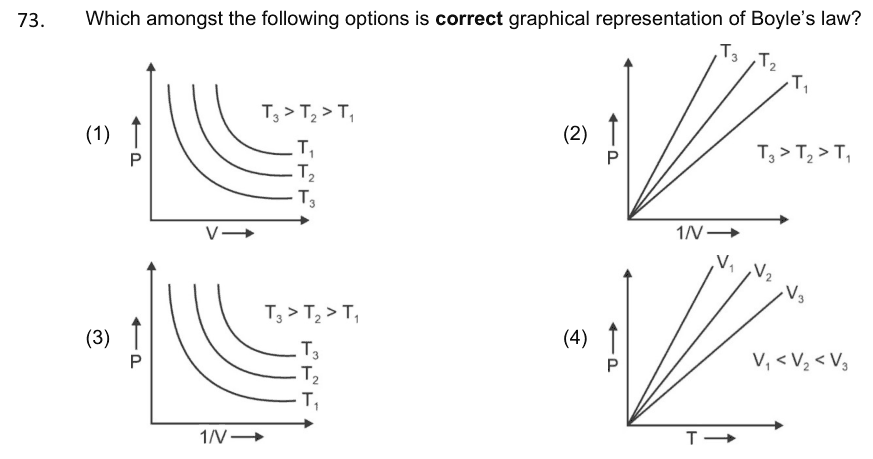 73. Which amongst the following options is correct graphical representation of Boyle's law?
(1)
P
T₃ > T₂ > T₁
T₁
T₂
T₃
V
(2)
P
T₃
T₂
T₁
T₃ > T₂ > T₁
1/V
(3)
P
T₃ > T₂ > T₁
T₃
T₂
T₁
1/V
(4)
P
V₁
V₂
V₃
V₁ < V₂ < V₃
T